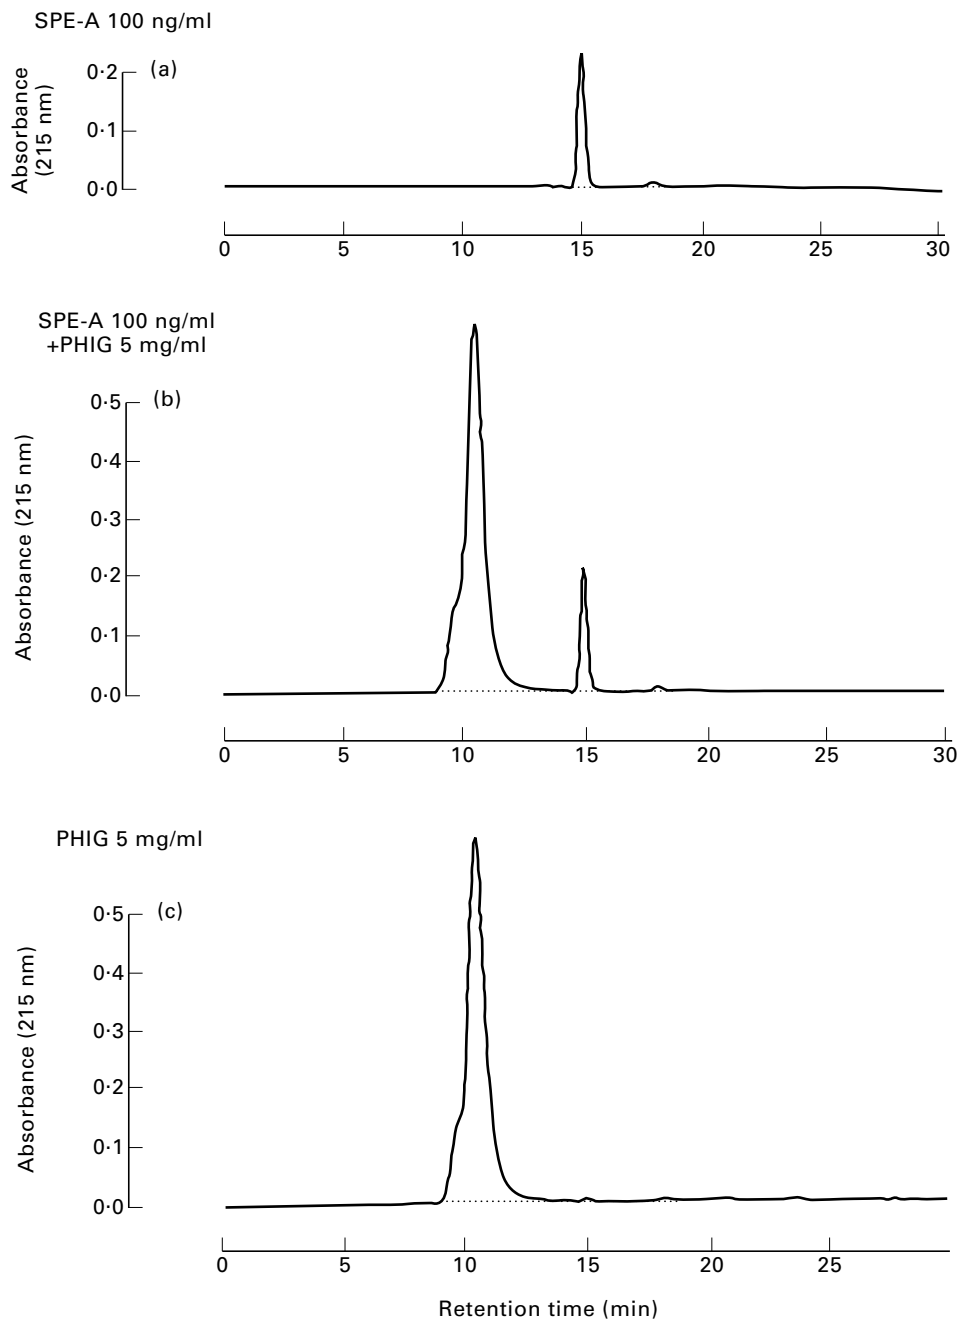 SPE-A 100 ng/ml
(a)
Absorbance
(215 nm)
0·2
0·1
0·0
0 5 10 15 20 25 30
SPE-A 100 ng/ml
+PHIG 5 mg/ml
(b)
Absorbance (215 nm)
0·5
0·4
0·3
0·2
0·1
0·0
0 5 10 15 20 25 30
PHIG 5 mg/ml
(c)
Absorbance (215 nm)
0·5
0·4
0·3
0·2
0·1
0·0
0 5 10 15 20 25
Retention time (min)